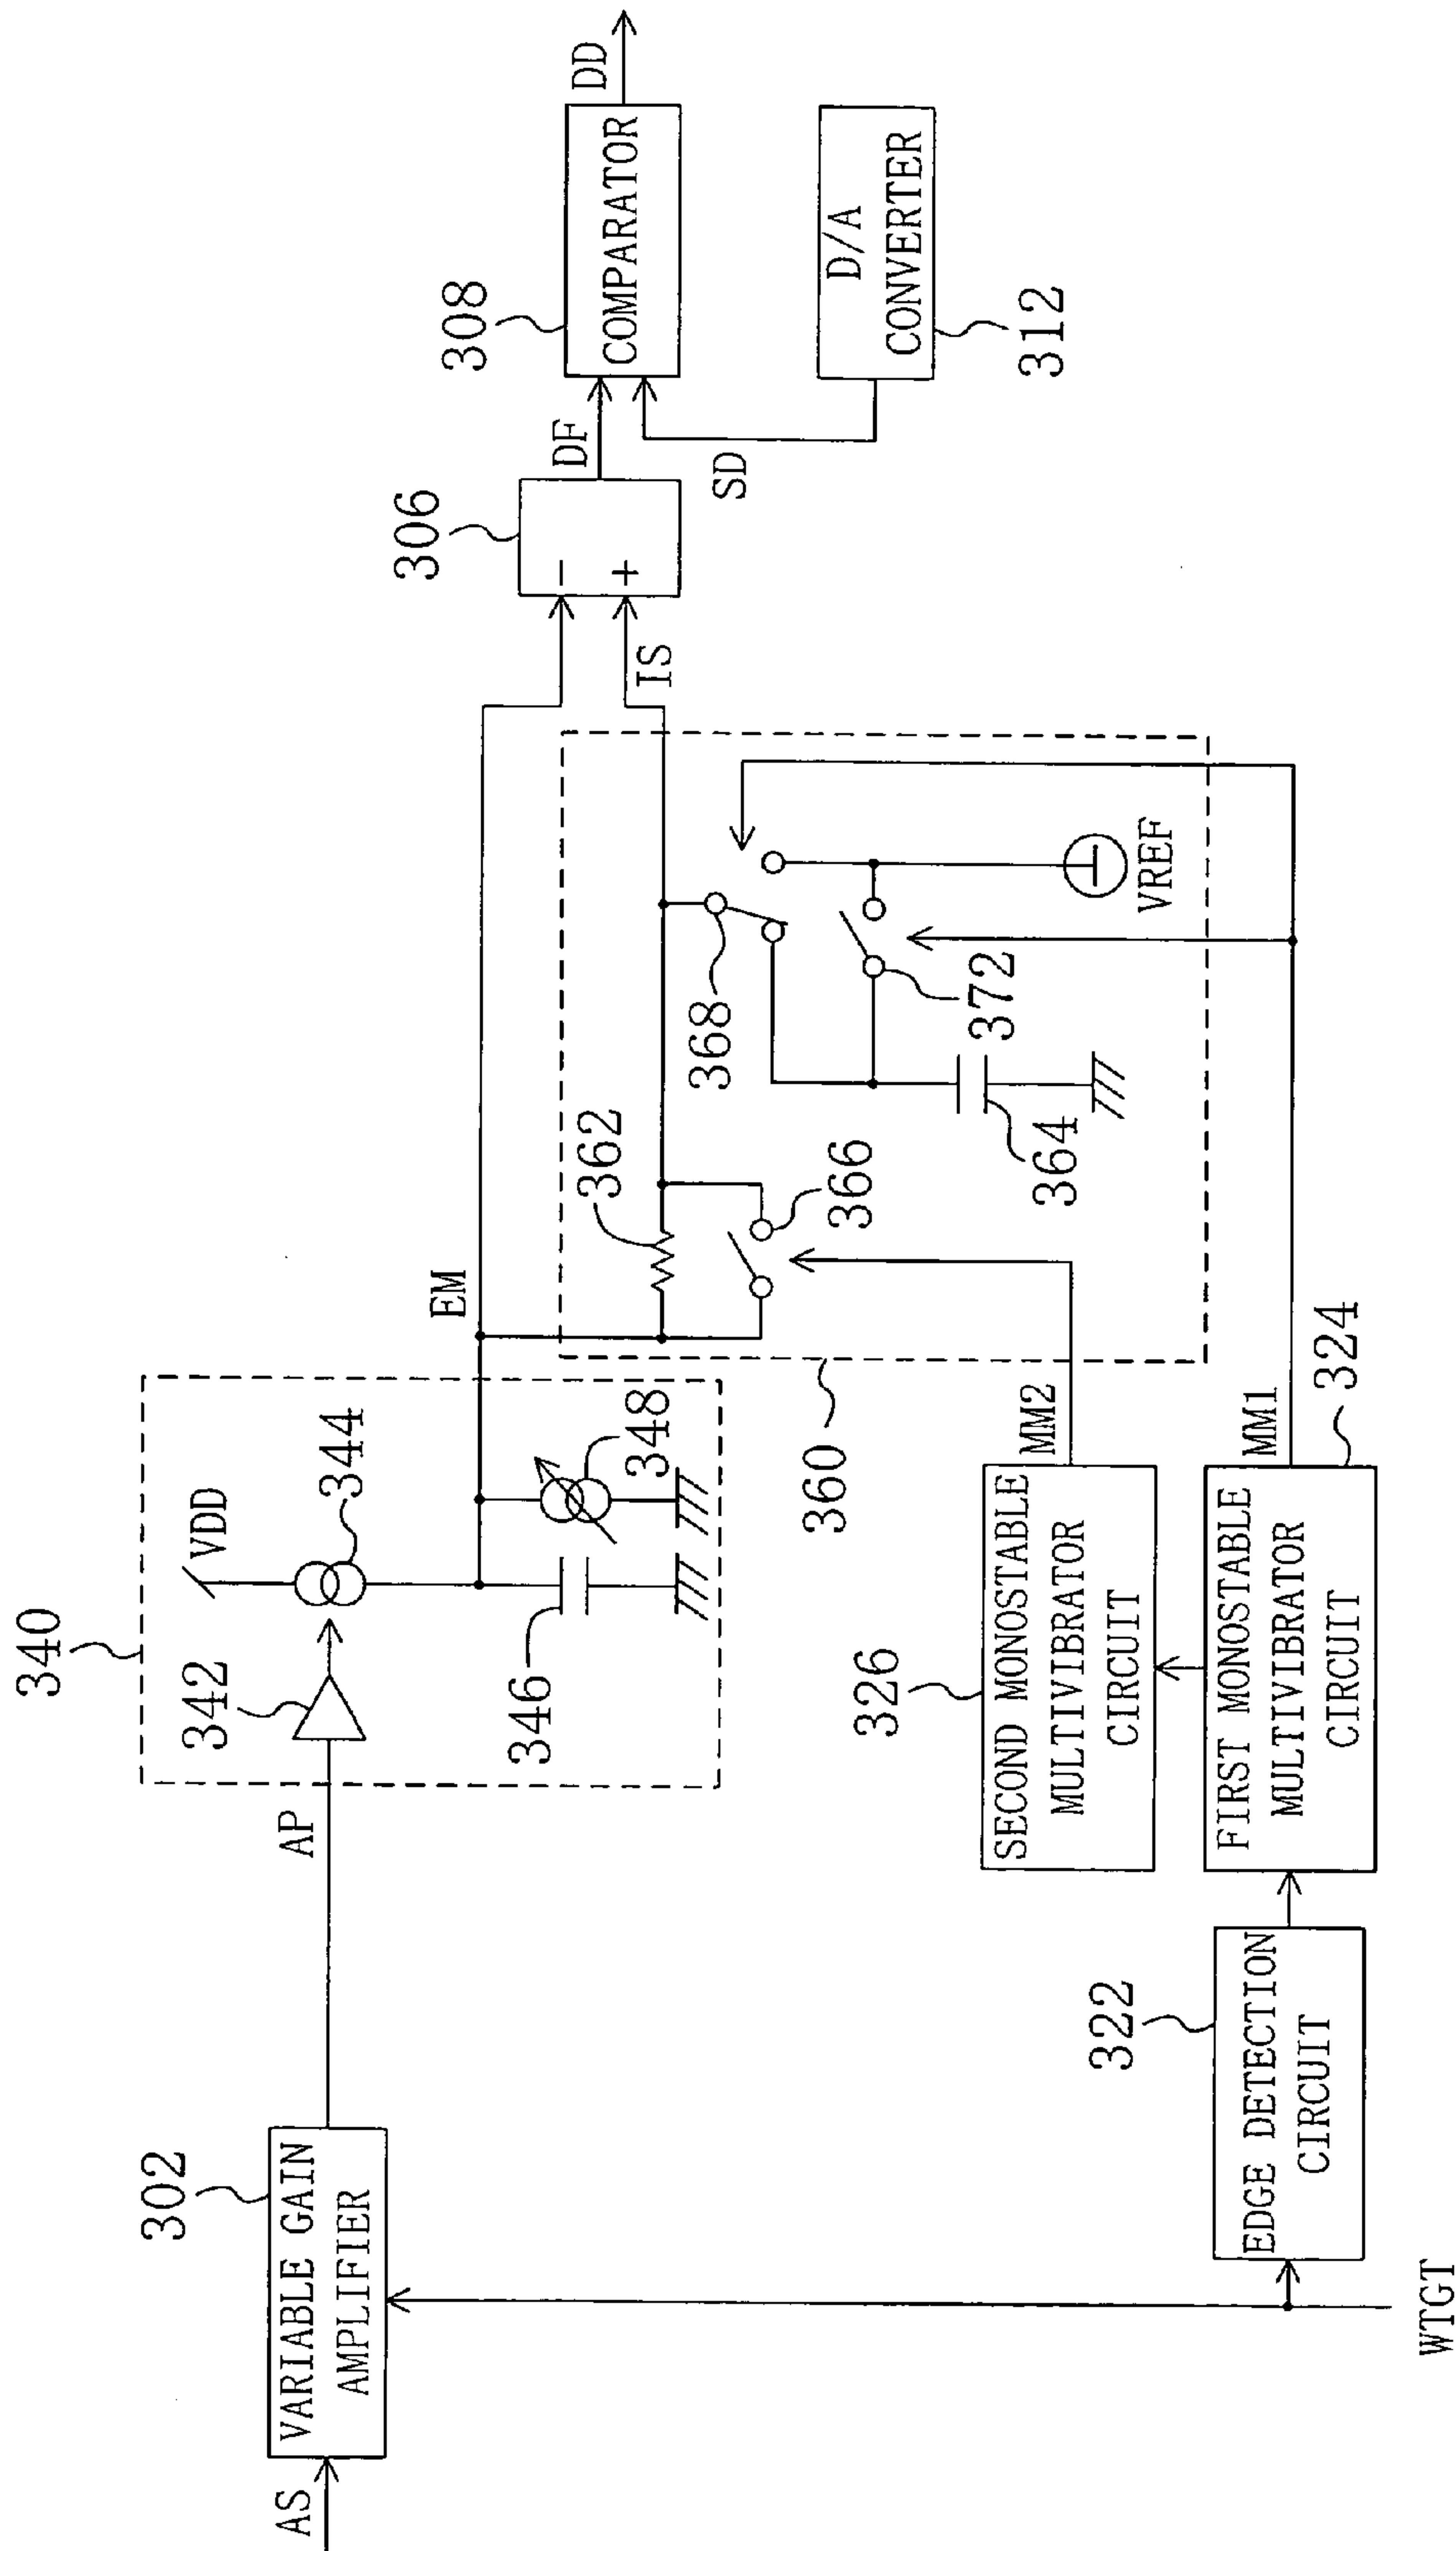 AS
302
VARIABLE GAIN
AMPLIFIER
WTGT
AP
340
342
VDD
344
346
348
EM
322
EDGE DETECTION
CIRCUIT
326
SECOND MONOSTABLE
MULTIVIBRATOR
CIRCUIT
MM2
FIRST MONOSTABLE
MULTIVIBRATOR
CIRCUIT
MM1
324
360
362
366
368
364
372
VREF
IS
306
−
+
DF
SD
308
COMPARATOR
DD
D/A
CONVERTER
312